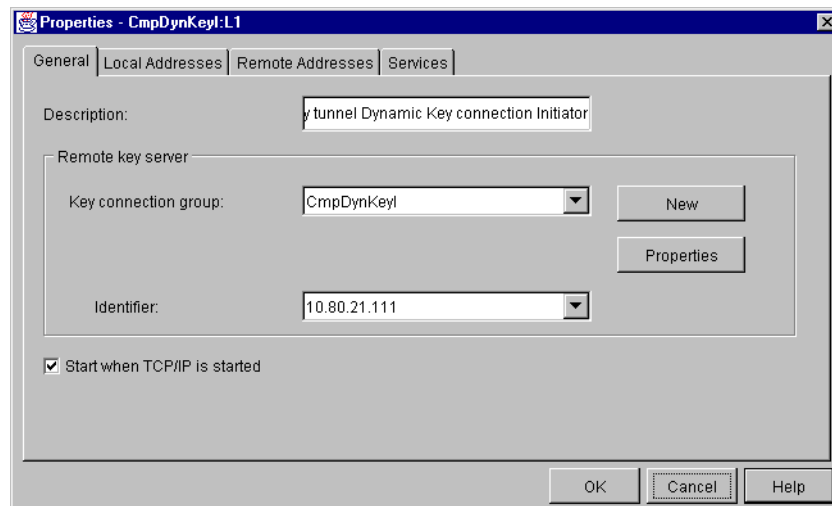 Properties - CmpDynKeyI:L1
General Local Addresses Remote Addresses Services
Description: y tunnel Dynamic Key connection Initiator
Remote key server
Key connection group: CmpDynKeyI New
Properties
Identifier: 10.80.21.111
Start when TCP/IP is started
OK Cancel Help